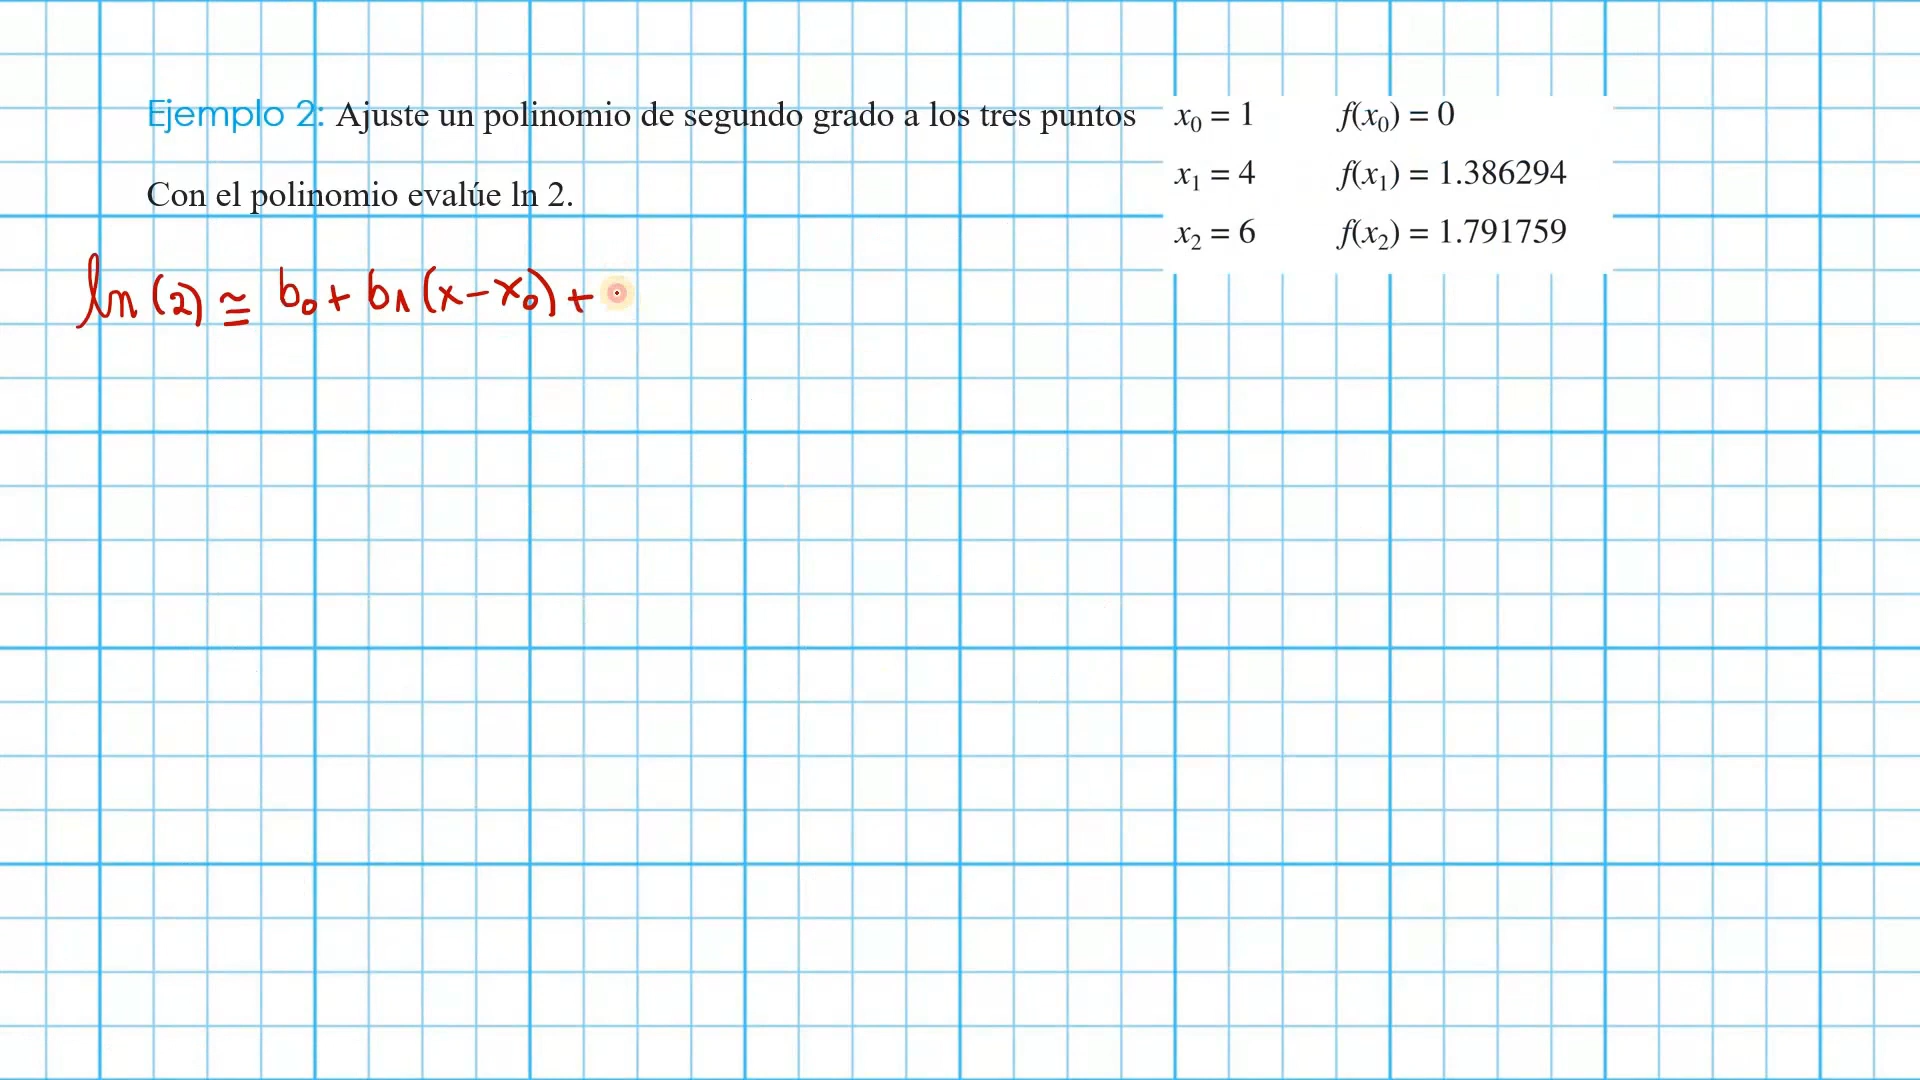 Ejemplo 2: Ajuste un polinomio de segundo grado a los tres puntos
x₀ = 1 f(x₀) = 0
x₁ = 4 f(x₁) = 1.386294
x₂ = 6 f(x₂) = 1.791759
Con el polinomio evalúe ln 2.
ln (2) ≅ b₀ + b₁ (x − x₀) +